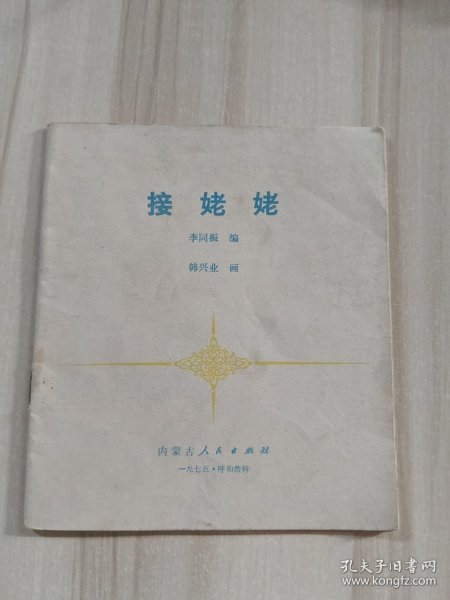 接姥姥
李同振 编
韩兴业 画
内蒙古人民出版社
一九七五·呼和浩特
孔夫子旧书网
www.kongfz.com